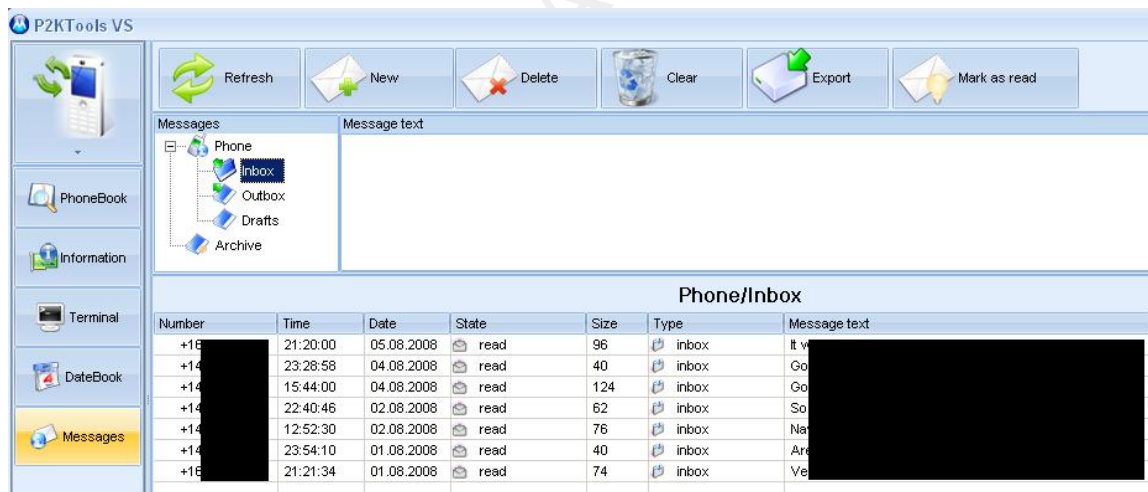 P2KTools VS
Refresh New Delete Clear Export Mark as read
Messages Message text
Phone
Inbox
Outbox
Drafts
Archive
PhoneBook
Information
Terminal
DateBook
Messages
Phone/Inbox
Number Time Date State Size Type Message text
+16 21:20:00 05.08.2008 read 96 inbox It
+14 23:28:58 04.08.2008 read 40 inbox Go
+14 15:44:00 04.08.2008 read 124 inbox Go
+14 22:40:46 02.08.2008 read 62 inbox So
+14 12:52:30 02.08.2008 read 76 inbox
+14 23:54:10 01.08.2008 read 40 inbox Are
+16 21:21:34 01.08.2008 read 74 inbox Ve